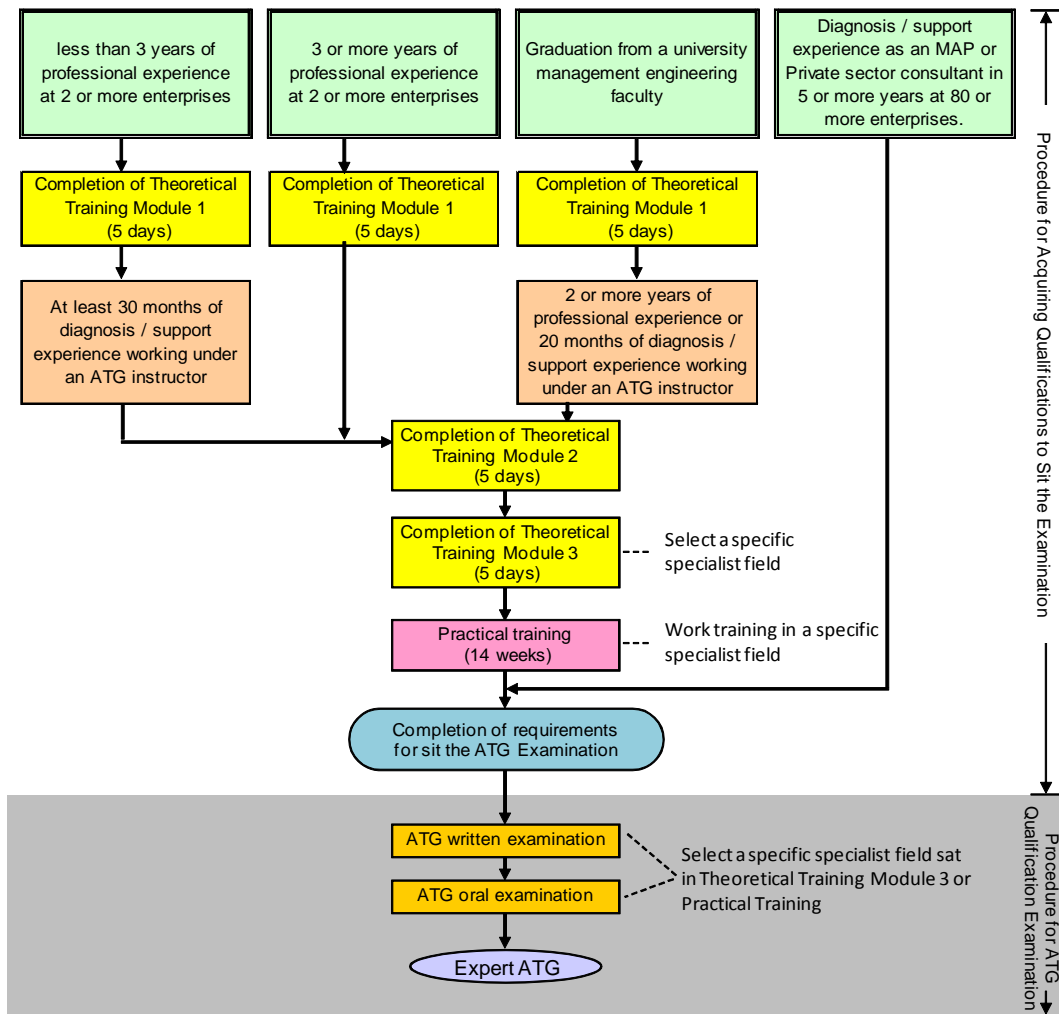 less than 3 years of
professional experience
at 2 or more enterprises
3 or more years of
professional experience
at 2 or more enterprises
Graduation from a university
management engineering
faculty
Diagnosis / support
experience as an MAP or
Private sector consultant in
5 or more years at 80 or
more enterprises.
Completion of Theoretical
Training Module 1
(5 days)
Completion of Theoretical
Training Module 1
(5 days)
Completion of Theoretical
Training Module 1
(5 days)
At least 30 months of
diagnosis / support
experience working under
an ATG instructor
2 or more years of
professional experience or
20 months of diagnosis /
support experience working
under an ATG instructor
Completion of Theoretical
Training Module 2
(5 days)
Completion of Theoretical
Training Module 3
(5 days)
Select a specific
specialist field
Practical training
(14 weeks)
Work training in a specific
specialist field
Completion of requirements
for sit the ATG Examination
Procedure for Acquiring Qualifications to Sit the Examination
ATG written examination
ATG oral examination
Select a specific specialist field sat
in Theoretical Training Module 3 or
Practical Training
Expert ATG
Procedure for ATG
Qualification Examination